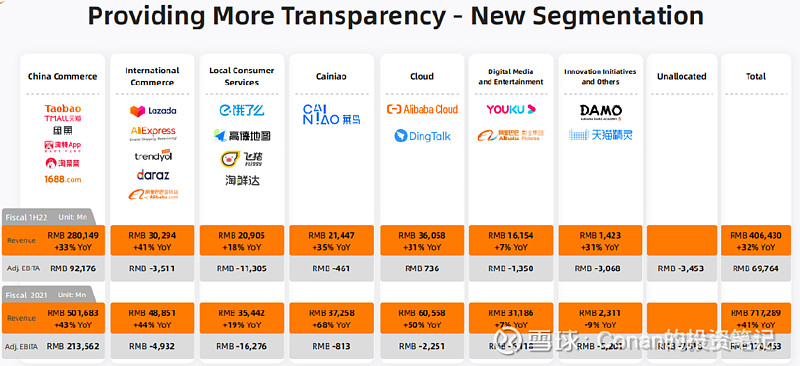 Providing More Transparency - New Segmentation
China Commerce
International Commerce
Local Consumer Services
Cainiao
Cloud
Digital Media and Entertainment
Innovation Initiatives and Others
Unallocated
Total
Taobao
TMALL天猫
淘特App
淘菜菜
1688.com
Lazada
AliExpress
trendyol
daraz
Alibaba.com
饿了么
高德地图
飞猪
淘鲜达
CAINIAO 菜鸟
Alibaba Cloud
DingTalk
YOUKU
DAMO
天猫精灵
Fiscal 1H22 Unit: Mn
Revenue
RMB 280,149 +33% YoY
RMB 30,294 +41% YoY
RMB 20,905 +18% YoY
RMB 21,447 +35% YoY
RMB 36,058 +31% YoY
RMB 16,154 +7% YoY
RMB 1,423 +31% YoY
RMB 406,430 +32% YoY
Adj. EBITA
RMB 92,176
RMB -3,511
RMB -11,305
RMB -461
RMB 736
RMB -1,350
RMB -3,068
RMB -3,453
RMB 69,764
Fiscal 2021 Unit: Mn
Revenue
RMB 501,683 +43% YoY
RMB 48,851 +44% YoY
RMB 35,442 +19% YoY
RMB 37,258 +68% YoY
RMB 60,558 +50% YoY
RMB 31,186 +7% YoY
RMB 2,311 -9% YoY
RMB 717,289 +41% YoY
Adj. EBITA
RMB 213,562
RMB -4,932
RMB -16,276
RMB -813
RMB -2,251
雪球：Conan的投资笔记